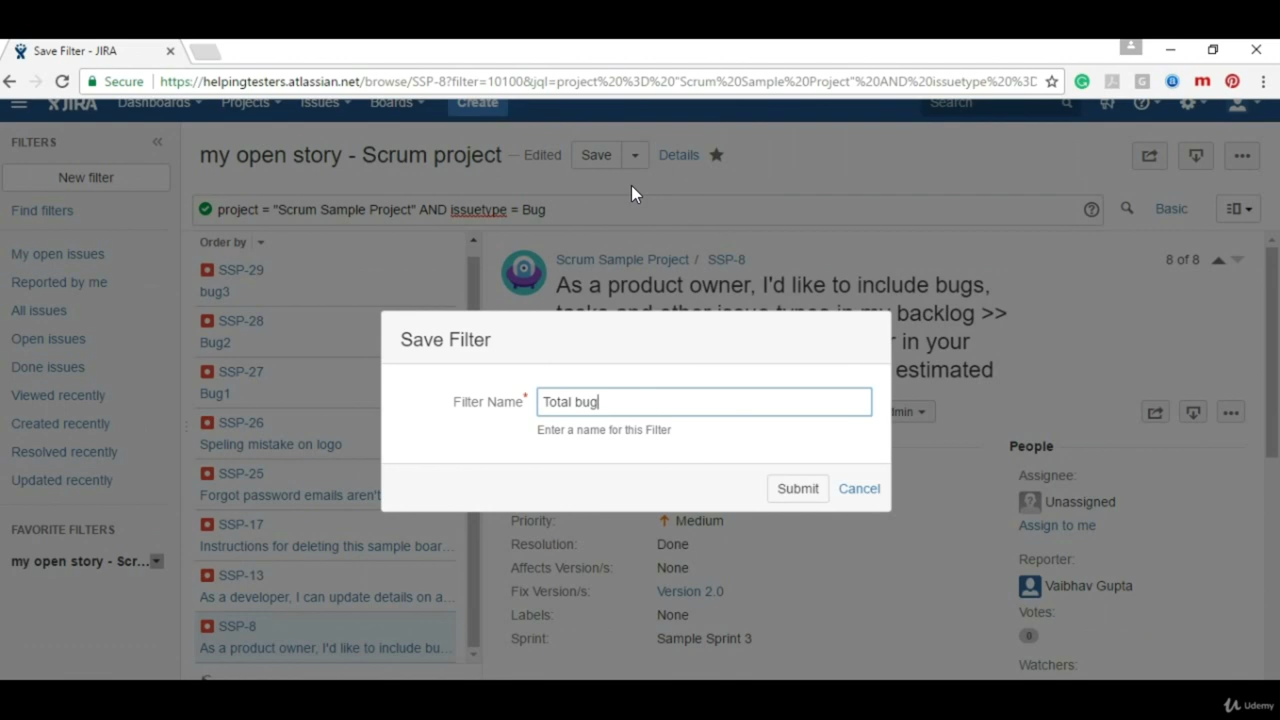 Save Filter - JIRA
Secure
https://helpingtesters.atlassian.net/browse/SSP-8?filter=10100&jql=project%20%3D%20"Scrum%20Sample%20Project"%20AND%20issuetype%20%3D
JIRA Dashboards Projects Issues Boards Create Search
FILTERS
New filter
Find filters
My open issues
Reported by me
All issues
Open issues
Done issues
Viewed recently
Created recently
Resolved recently
Updated recently
FAVORITE FILTERS
my open story - Scr...
my open story - Scrum project — Edited Save Details
project = "Scrum Sample Project" AND issuetype = Bug
Basic
Order by
SSP-29
bug3
SSP-28
Bug2
SSP-27
Bug1
SSP-26
Speling mistake on logo
SSP-25
Forgot password emails aren't
SSP-17
Instructions for deleting this sample boar...
SSP-13
As a developer, I can update details on a...
SSP-8
As a product owner, I'd like to include bu...
Scrum Sample Project / SSP-8
8 of 8
As a product owner, I'd like to include bugs,
tasks and other issue types in my backlog >>
r in your
estimated
Save Filter
Filter Name*
Total bug
Enter a name for this Filter
Submit Cancel
Priority: Medium
Resolution: Done
Affects Version/s: None
Fix Version/s: Version 2.0
Labels: None
Sprint: Sample Sprint 3
People
Assignee:
Unassigned
Assign to me
Reporter:
Vaibhav Gupta
Votes:
0
Watchers:
Udemy